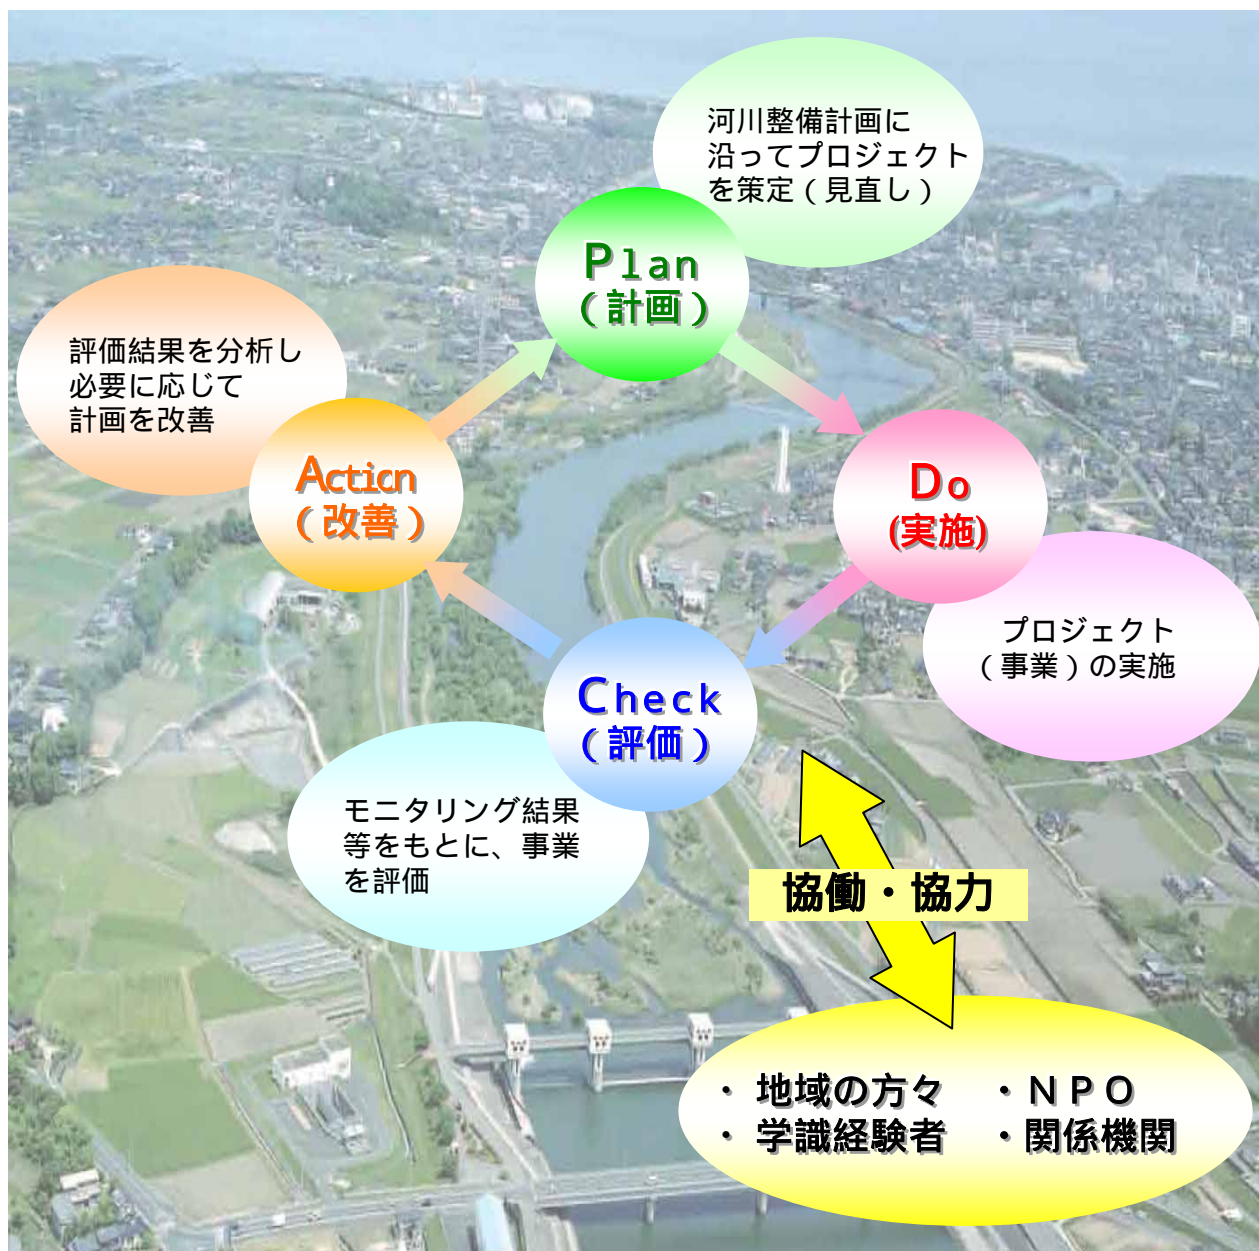 河川整備計画に
沿ってプロジェクト
を策定（見直し）
Plan
（計画）
評価結果を分析し
必要に応じて
計画を改善
Action
（改善）
Do
(実施)
プロジェクト
（事業）の実施
Check
（評価）
モニタリング結果
等をもとに、事業
を評価
協働・協力
・ 地域の方々　・ＮＰＯ
・ 学識経験者　・関係機関